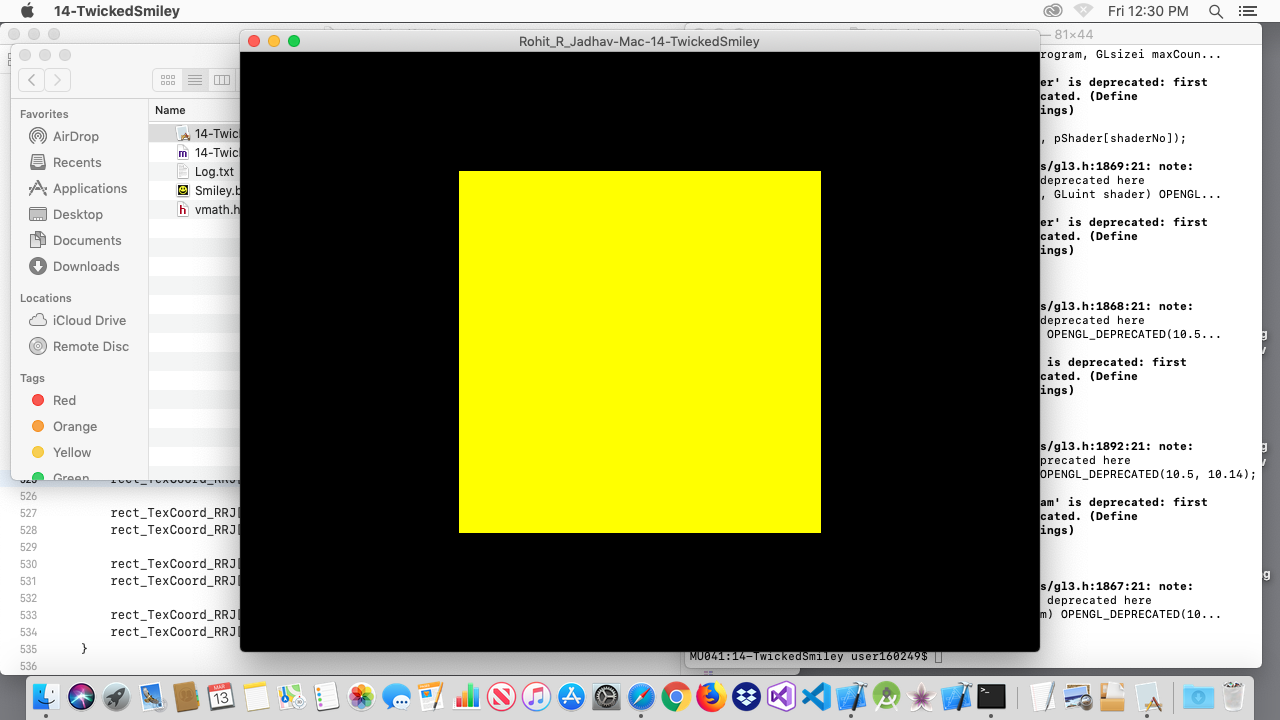 14-TwickedSmiley
Fri 12:30 PM
— 81×44
Rohit_R_Jadhav-Mac-14-TwickedSmiley
Name
Favorites
AirDrop
Recents
Applications
Desktop
Documents
Downloads
Locations
iCloud Drive
Remote Disc
Tags
Red
Orange
Yellow
Green
14-Twic
14-Twic
Log.txt
Smiley.b
vmath.h
525 rect_TexCoord_RRJ[
526
527 rect_TexCoord_RRJ[
528 rect_TexCoord_RRJ[
529
530 rect_TexCoord_RRJ[
531 rect_TexCoord_RRJ[
532
533 rect_TexCoord_RRJ[
534 rect_TexCoord_RRJ[
535 }
536
rogram, GLsizei maxCoun...
er' is deprecated: first
cated. (Define
ings)
, pShader[shaderNo]);
s/gl3.h:1869:21: note:
deprecated here
, GLuint shader) OPENGL...
er' is deprecated: first
cated. (Define
ings)
s/gl3.h:1868:21: note:
deprecated here
OPENGL_DEPRECATED(10.5...
is deprecated: first
cated. (Define
ings)
s/gl3.h:1892:21: note:
precated here
OPENGL_DEPRECATED(10.5, 10.14);
am' is deprecated: first
cated. (Define
ings)
s/gl3.h:1867:21: note:
deprecated here
m) OPENGL_DEPRECATED(10...
MU041:14-TwickedSmiley user160249$
MAR
13